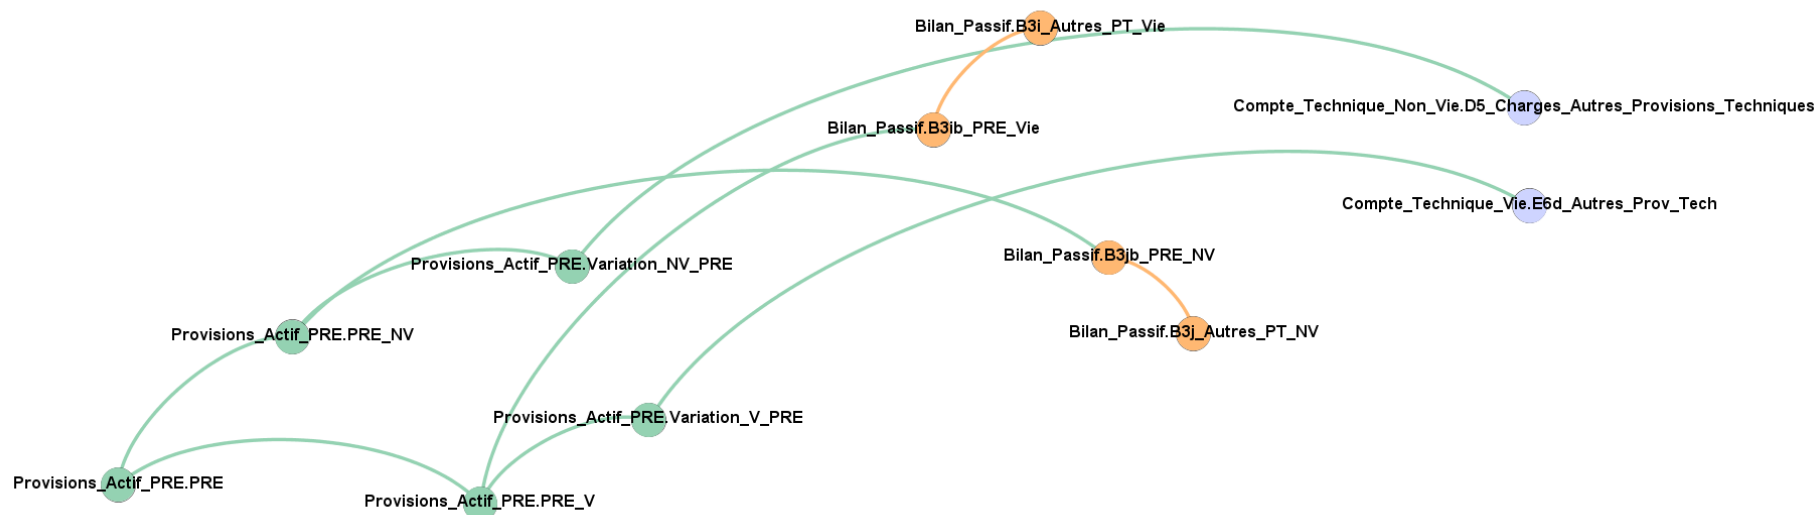 Bilan_Passif.B3i_Autres_PT_Vie
Compte_Technique_Non_Vie.D5_Charges_Autres_Provisions_Techniques
Bilan_Passif.B3ib_PRE_Vie
Compte_Technique_Vie.E6d_Autres_Prov_Tech
Bilan_Passif.B3jb_PRE_NV
Provisions_Actif_PRE.Variation_NV_PRE
Bilan_Passif.B3j_Autres_PT_NV
Provisions_Actif_PRE.PRE_NV
Provisions_Actif_PRE.Variation_V_PRE
Provisions_Actif_PRE.PRE
Provisions_Actif_PRE.PRE_V